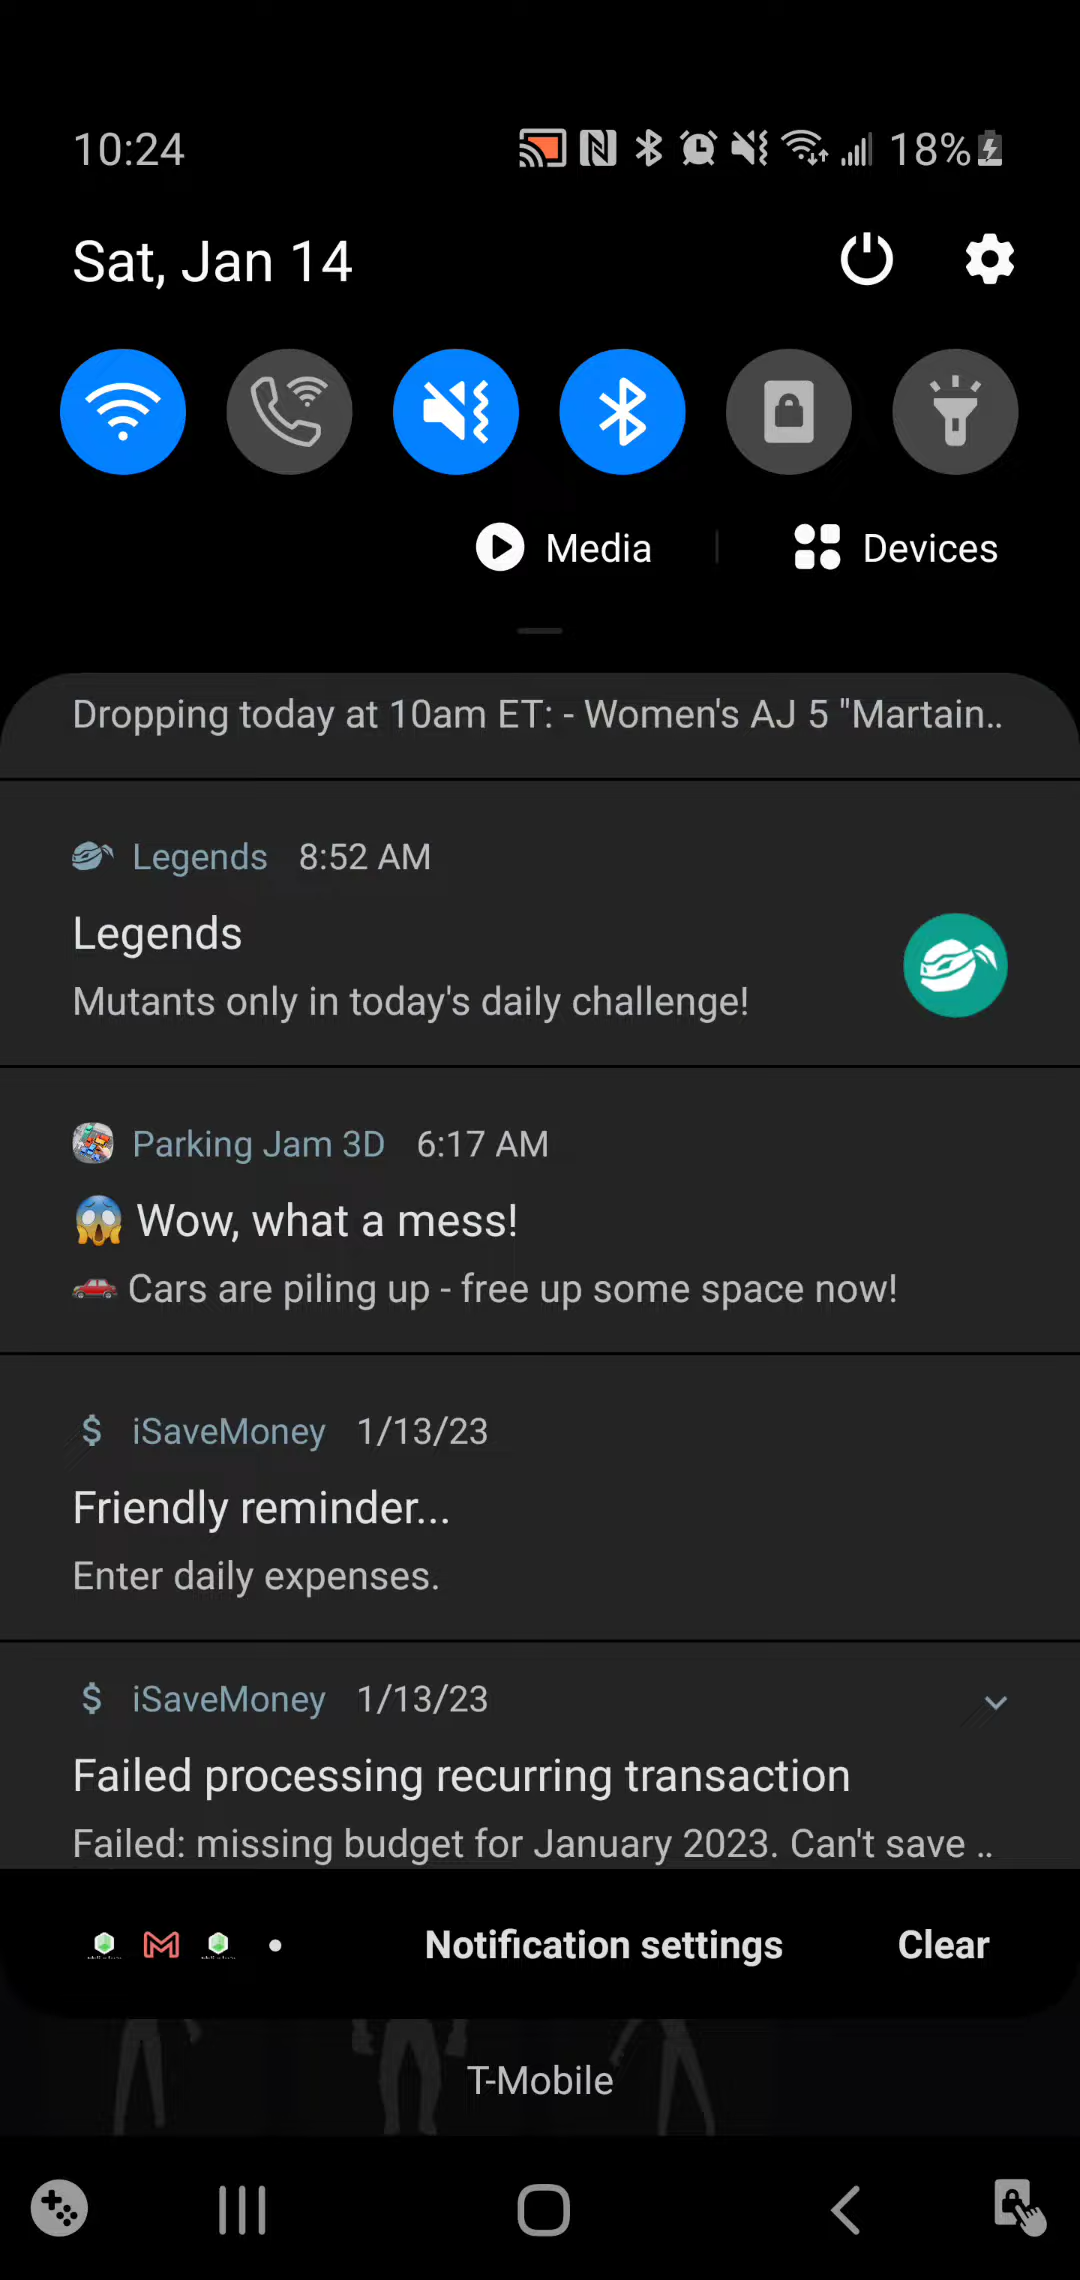 10:24 18%
Sat, Jan 14
Media Devices
Dropping today at 10am ET: - Women's AJ 5 "Martain..
Legends 8:52 AM
Legends
Mutants only in today's daily challenge!
Parking Jam 3D 6:17 AM
Wow, what a mess!
Cars are piling up - free up some space now!
$ iSaveMoney 1/13/23
Friendly reminder...
Enter daily expenses.
$ iSaveMoney 1/13/23
Failed processing recurring transaction
Failed: missing budget for January 2023. Can't save ..
Notification settings Clear
T-Mobile